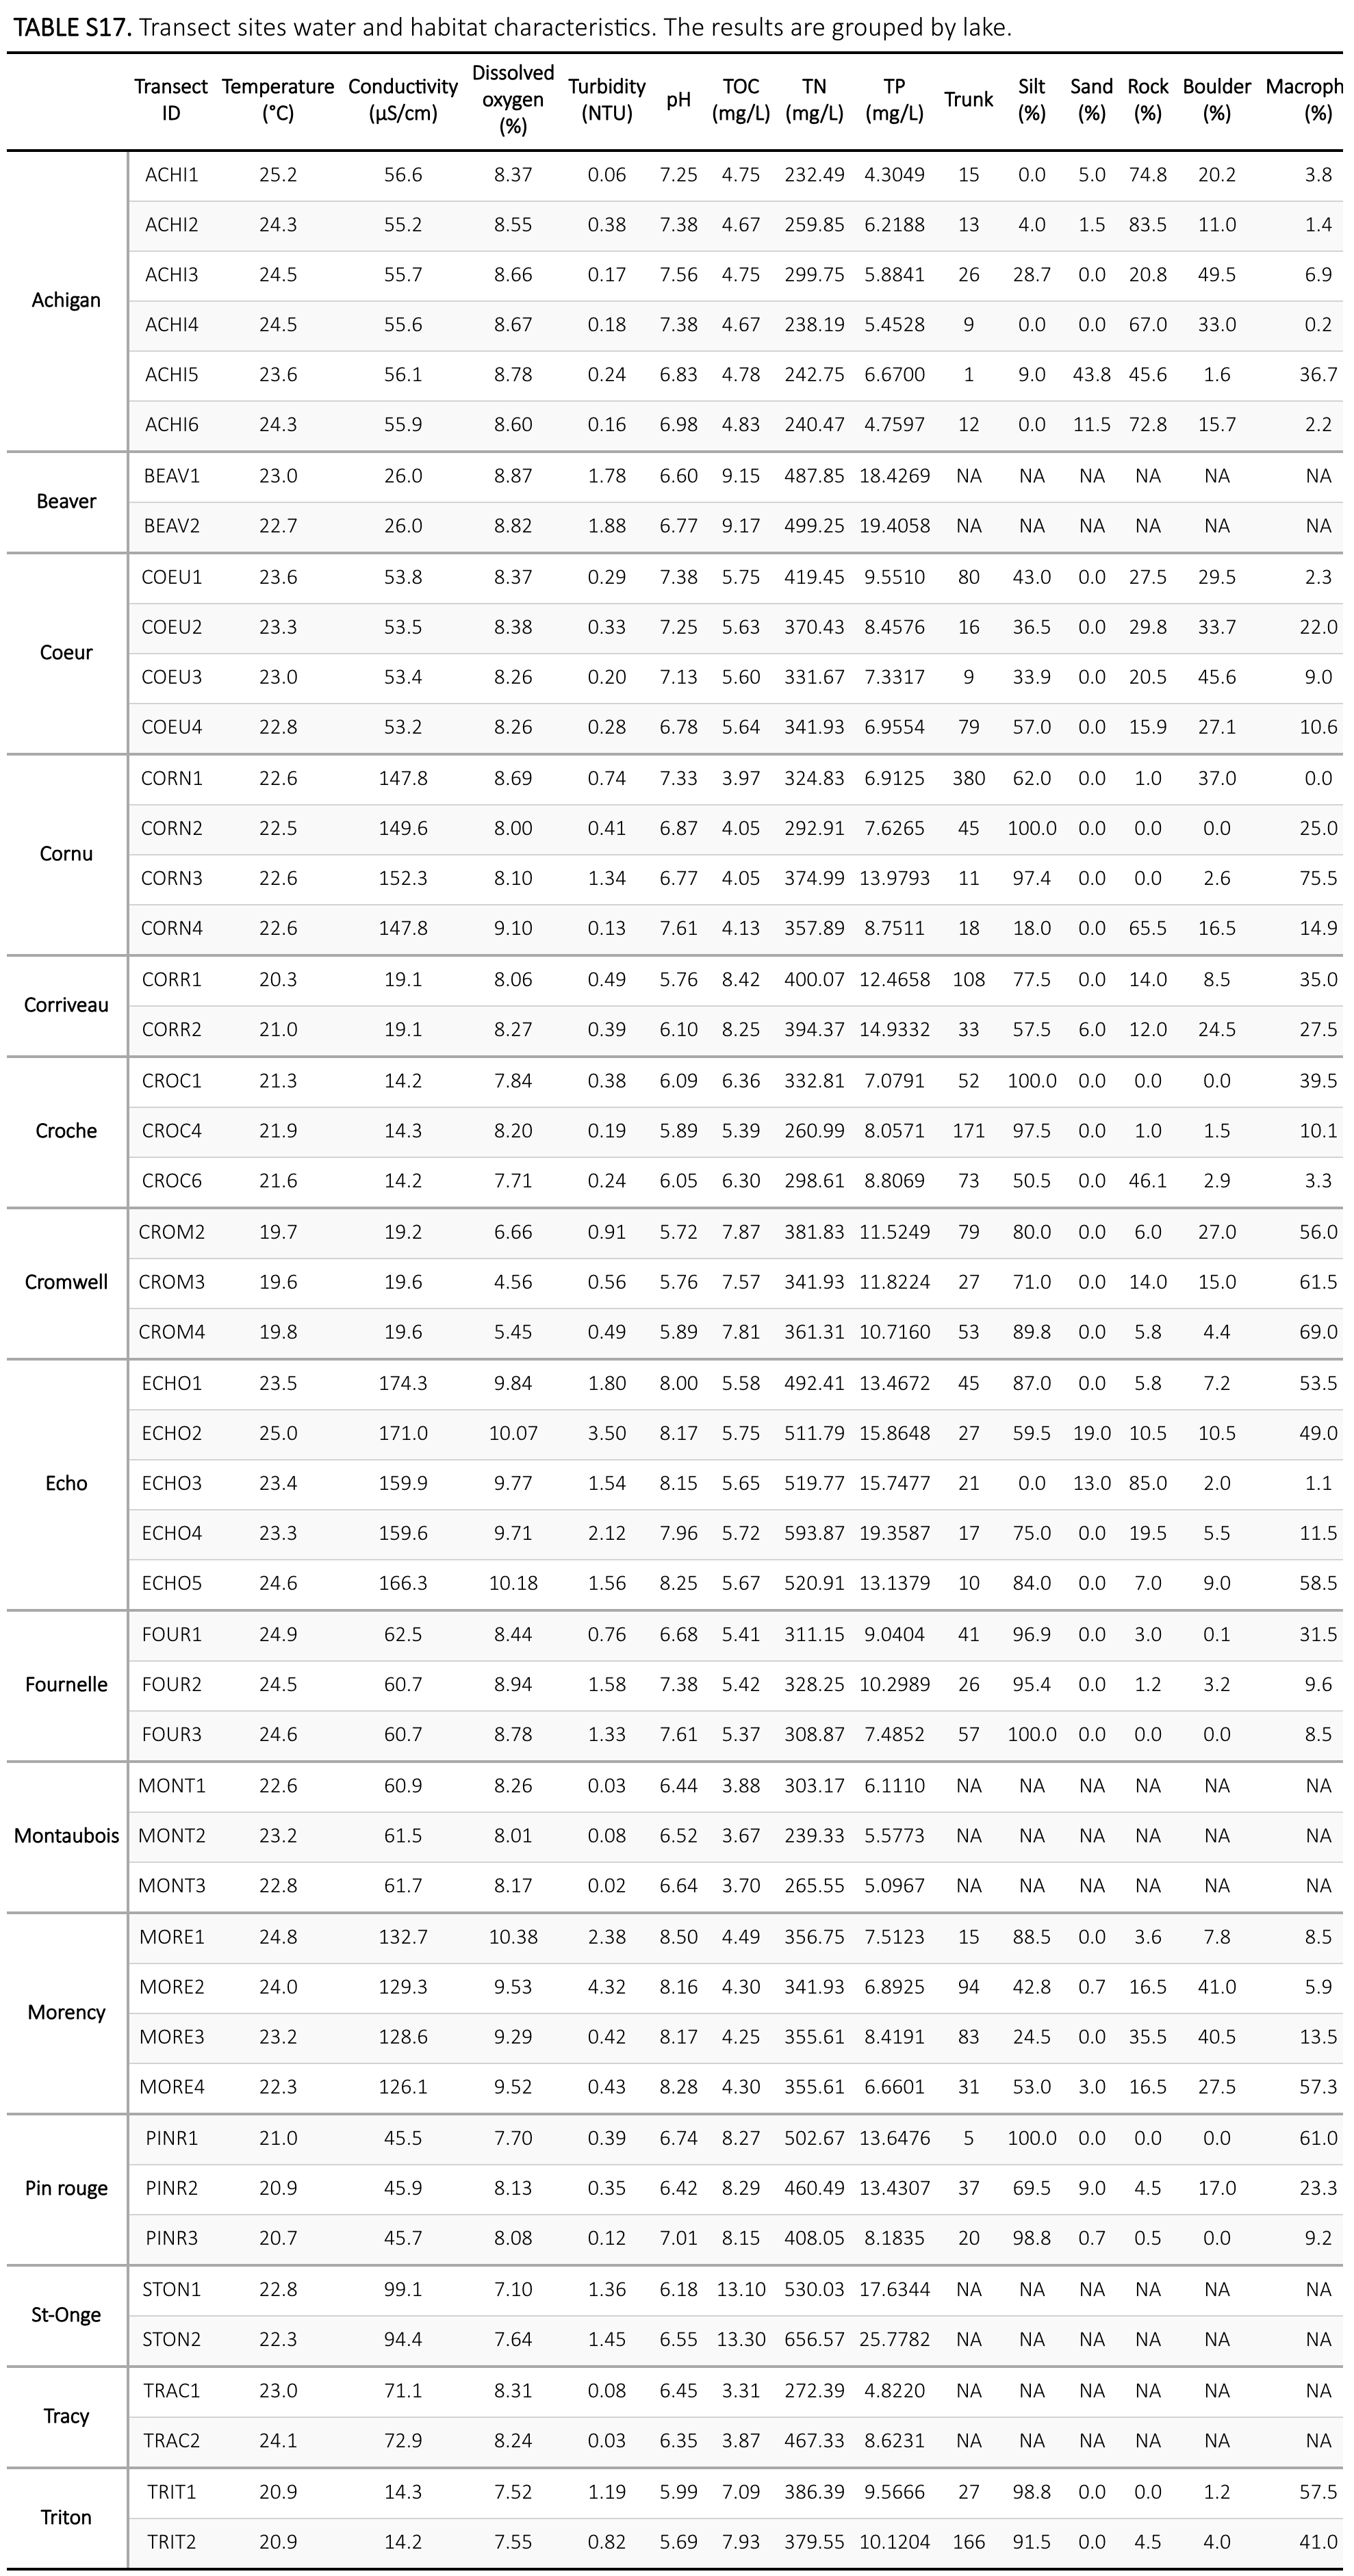 TABLE S17. Transect sites water and habitat characteristics. The results are grouped by lake.
Transect ID Temperature (°C) Conductivity (µS/cm) Dissolved oxygen (%) Turbidity (NTU) pH TOC (mg/L) TN (mg/L) TP (mg/L) Trunk Silt (%) Sand (%) Rock (%) Boulder (%) Macroph (%)
Achigan
ACHI1 25.2 56.6 8.37 0.06 7.25 4.75 232.49 4.3049 15 0.0 5.0 74.8 20.2 3.8
ACHI2 24.3 55.2 8.55 0.38 7.38 4.67 259.85 6.2188 13 4.0 1.5 83.5 11.0 1.4
ACHI3 24.5 55.7 8.66 0.17 7.56 4.75 299.75 5.8841 26 28.7 0.0 20.8 49.5 6.9
ACHI4 24.5 55.6 8.67 0.18 7.38 4.67 238.19 5.4528 9 0.0 0.0 67.0 33.0 0.2
ACHI5 23.6 56.1 8.78 0.24 6.83 4.78 242.75 6.6700 1 9.0 43.8 45.6 1.6 36.7
ACHI6 24.3 55.9 8.60 0.16 6.98 4.83 240.47 4.7597 12 0.0 11.5 72.8 15.7 2.2
Beaver
BEAV1 23.0 26.0 8.87 1.78 6.60 9.15 487.85 18.4269 NA NA NA NA NA NA
BEAV2 22.7 26.0 8.82 1.88 6.77 9.17 499.25 19.4058 NA NA NA NA NA NA
Coeur
COEU1 23.6 53.8 8.37 0.29 7.38 5.75 419.45 9.5510 80 43.0 0.0 27.5 29.5 2.3
COEU2 23.3 53.5 8.38 0.33 7.25 5.63 370.43 8.4576 16 36.5 0.0 29.8 33.7 22.0
COEU3 23.0 53.4 8.26 0.20 7.13 5.60 331.67 7.3317 9 33.9 0.0 20.5 45.6 9.0
COEU4 22.8 53.2 8.26 0.28 6.78 5.64 341.93 6.9554 79 57.0 0.0 15.9 27.1 10.6
Cornu
CORN1 22.6 147.8 8.69 0.74 7.33 3.97 324.83 6.9125 380 62.0 0.0 1.0 37.0 0.0
CORN2 22.5 149.6 8.00 0.41 6.87 4.05 292.91 7.6265 45 100.0 0.0 0.0 0.0 25.0
CORN3 22.6 152.3 8.10 1.34 6.77 4.05 374.99 13.9793 11 97.4 0.0 0.0 2.6 75.5
CORN4 22.6 147.8 9.10 0.13 7.61 4.13 357.89 8.7511 18 18.0 0.0 65.5 16.5 14.9
Corriveau
CORR1 20.3 19.1 8.06 0.49 5.76 8.42 400.07 12.4658 108 77.5 0.0 14.0 8.5 35.0
CORR2 21.0 19.1 8.27 0.39 6.10 8.25 394.37 14.9332 33 57.5 6.0 12.0 24.5 27.5
Croche
CROC1 21.3 14.2 7.84 0.38 6.09 6.36 332.81 7.0791 52 100.0 0.0 0.0 0.0 39.5
CROC4 21.9 14.3 8.20 0.19 5.89 5.39 260.99 8.0571 171 97.5 0.0 1.0 1.5 10.1
CROC6 21.6 14.2 7.71 0.24 6.05 6.30 298.61 8.8069 73 50.5 0.0 46.1 2.9 3.3
Cromwell
CROM2 19.7 19.2 6.66 0.91 5.72 7.87 381.83 11.5249 79 80.0 0.0 6.0 27.0 56.0
CROM3 19.6 19.6 4.56 0.56 5.76 7.57 341.93 11.8224 27 71.0 0.0 14.0 15.0 61.5
CROM4 19.8 19.6 5.45 0.49 5.89 7.81 361.31 10.7160 53 89.8 0.0 5.8 4.4 69.0
Echo
ECHO1 23.5 174.3 9.84 1.80 8.00 5.58 492.41 13.4672 45 87.0 0.0 5.8 7.2 53.5
ECHO2 25.0 171.0 10.07 3.50 8.17 5.75 511.79 15.8648 27 59.5 19.0 10.5 10.5 49.0
ECHO3 23.4 159.9 9.77 1.54 8.15 5.65 519.77 15.7477 21 0.0 13.0 85.0 2.0 1.1
ECHO4 23.3 159.6 9.71 2.12 7.96 5.72 593.87 19.3587 17 75.0 0.0 19.5 5.5 11.5
ECHO5 24.6 166.3 10.18 1.56 8.25 5.67 520.91 13.1379 10 84.0 0.0 7.0 9.0 58.5
Fournelle
FOUR1 24.9 62.5 8.44 0.76 6.68 5.41 311.15 9.0404 41 96.9 0.0 3.0 0.1 31.5
FOUR2 24.5 60.7 8.94 1.58 7.38 5.42 328.25 10.2989 26 95.4 0.0 1.2 3.2 9.6
FOUR3 24.6 60.7 8.78 1.33 7.61 5.37 308.87 7.4852 57 100.0 0.0 0.0 0.0 8.5
Montaubois
MONT1 22.6 60.9 8.26 0.03 6.44 3.88 303.17 6.1110 NA NA NA NA NA NA
MONT2 23.2 61.5 8.01 0.08 6.52 3.67 239.33 5.5773 NA NA NA NA NA NA
MONT3 22.8 61.7 8.17 0.02 6.64 3.70 265.55 5.0967 NA NA NA NA NA NA
Morency
MORE1 24.8 132.7 10.38 2.38 8.50 4.49 356.75 7.5123 15 88.5 0.0 3.6 7.8 8.5
MORE2 24.0 129.3 9.53 4.32 8.16 4.30 341.93 6.8925 94 42.8 0.7 16.5 41.0 5.9
MORE3 23.2 128.6 9.29 0.42 8.17 4.25 355.61 8.4191 83 24.5 0.0 35.5 40.5 13.5
MORE4 22.3 126.1 9.52 0.43 8.28 4.30 355.61 6.6601 31 53.0 3.0 16.5 27.5 57.3
Pin rouge
PINR1 21.0 45.5 7.70 0.39 6.74 8.27 502.67 13.6476 5 100.0 0.0 0.0 0.0 61.0
PINR2 20.9 45.9 8.13 0.35 6.42 8.29 460.49 13.4307 37 69.5 9.0 4.5 17.0 23.3
PINR3 20.7 45.7 8.08 0.12 7.01 8.15 408.05 8.1835 20 98.8 0.7 0.5 0.0 9.2
St-Onge
STON1 22.8 99.1 7.10 1.36 6.18 13.10 530.03 17.6344 NA NA NA NA NA NA
STON2 22.3 94.4 7.64 1.45 6.55 13.30 656.57 25.7782 NA NA NA NA NA NA
Tracy
TRAC1 23.0 71.1 8.31 0.08 6.45 3.31 272.39 4.8220 NA NA NA NA NA NA
TRAC2 24.1 72.9 8.24 0.03 6.35 3.87 467.33 8.6231 NA NA NA NA NA NA
Triton
TRIT1 20.9 14.3 7.52 1.19 5.99 7.09 386.39 9.5666 27 98.8 0.0 0.0 1.2 57.5
TRIT2 20.9 14.2 7.55 0.82 5.69 7.93 379.55 10.1204 166 91.5 0.0 4.5 4.0 41.0